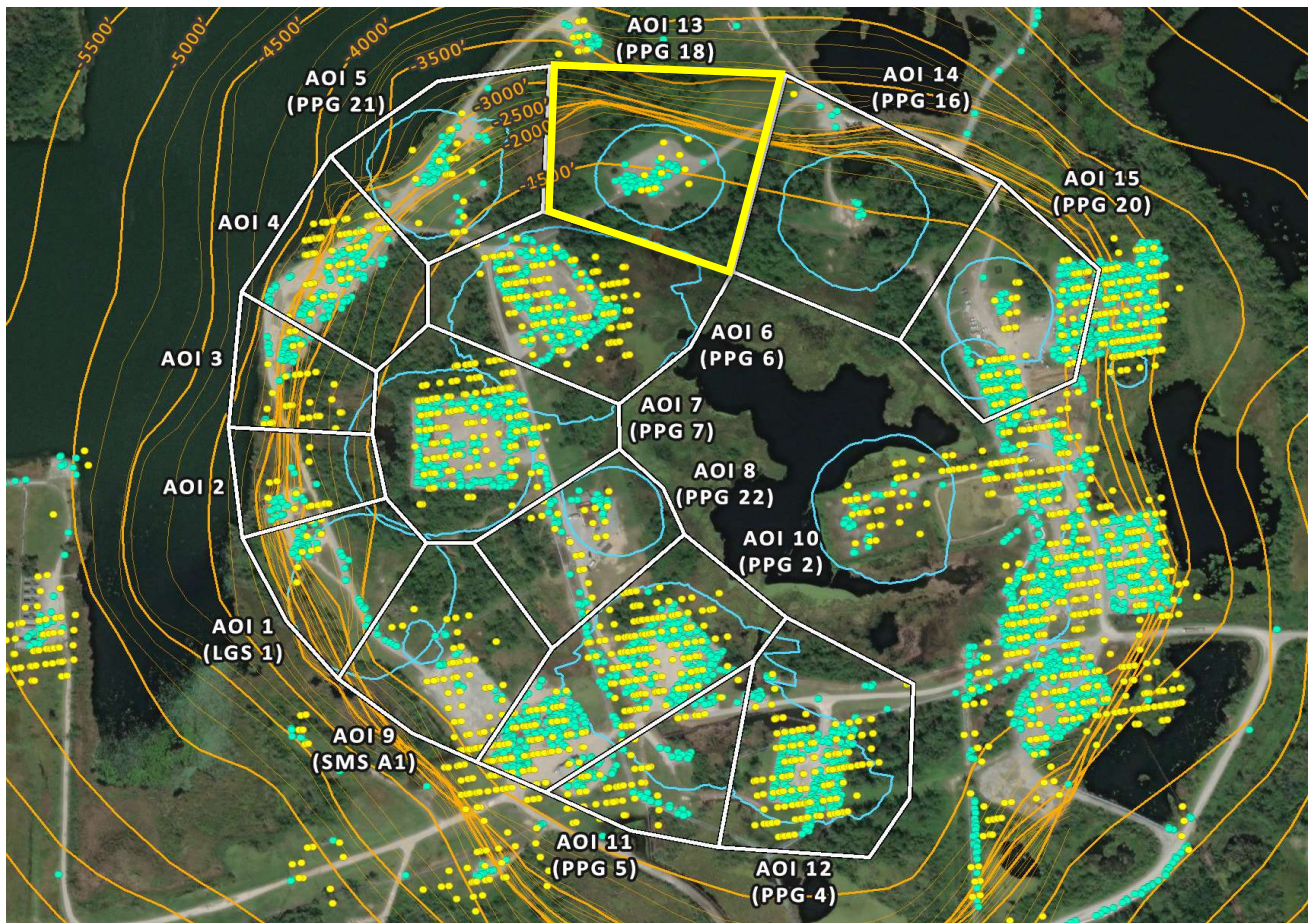 -5500'
-5000'
-4500'
-4000'
-3500'
-3000'
-2500'
-2000'
-1500'
AOI 13
(PPG 18)
AOI 5
(PPG 21)
AOI 14
(PPG 16)
AOI 15
(PPG 20)
AOI 4
AOI 3
AOI 6
(PPG 6)
AOI 7
(PPG 7)
AOI 8
(PPG 22)
AOI 2
AOI 10
(PPG 2)
AOI 1
(LGS 1)
AOI 9
(SMS A1)
AOI 11
(PPG 5)
AOI 12
(PPG 4)